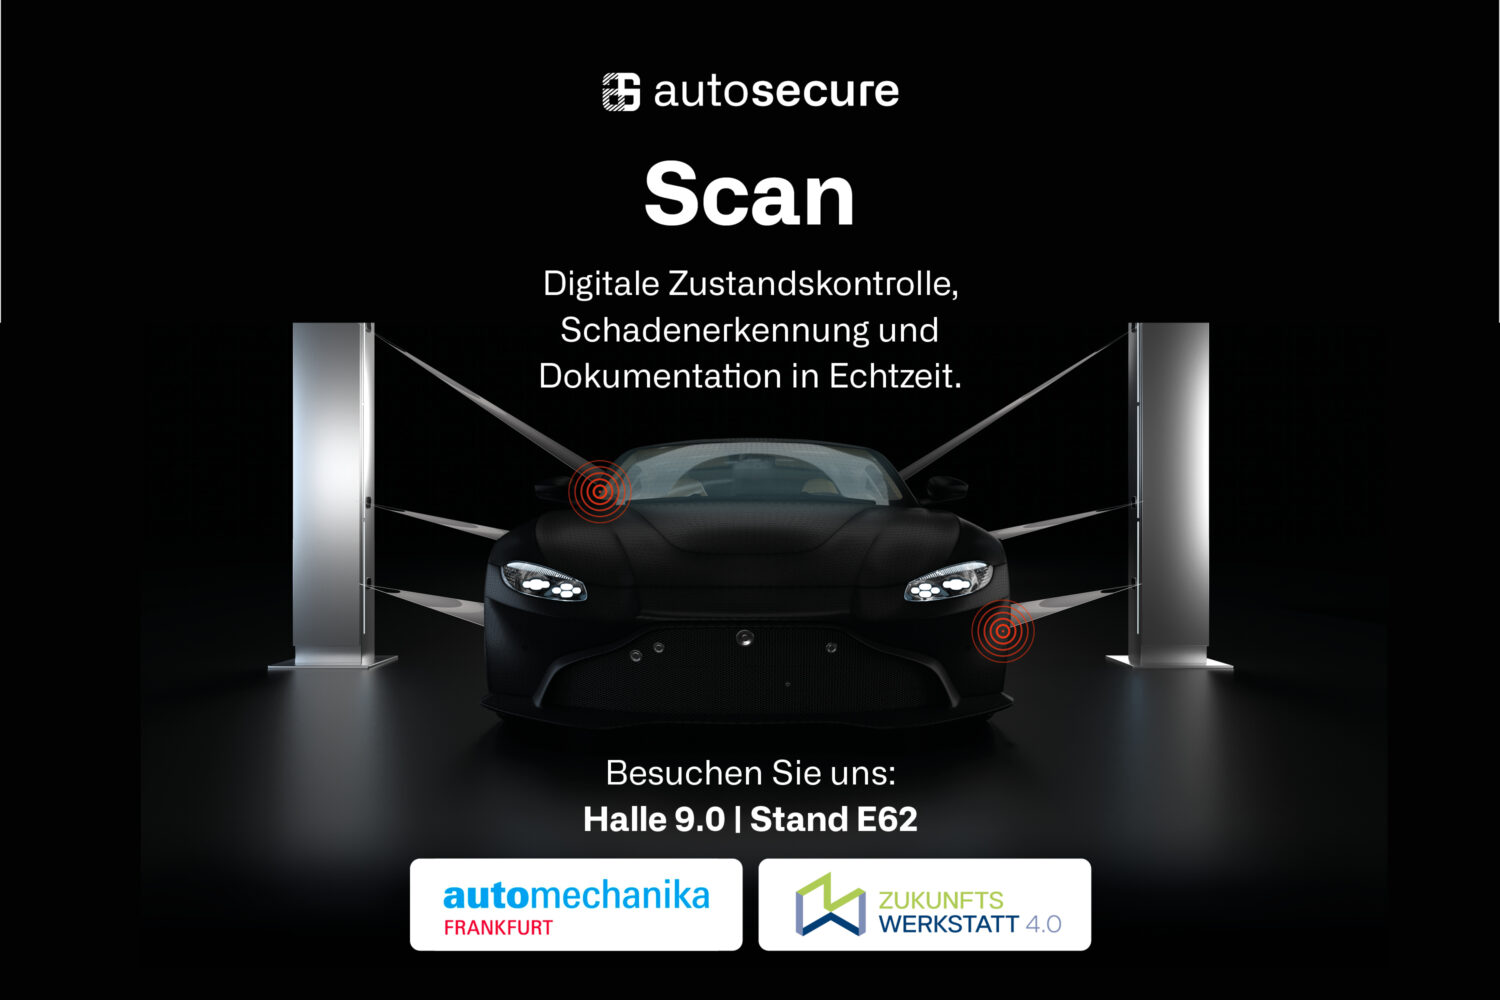 autosecure
Scan
Digitale Zustandskontrolle,
Schadenerkennung und
Dokumentation in Echtzeit.
Besuchen Sie uns:
Halle 9.0 | Stand E62
automechanika
FRANKFURT
ZUKUNFTS
WERKSTATT 4.0